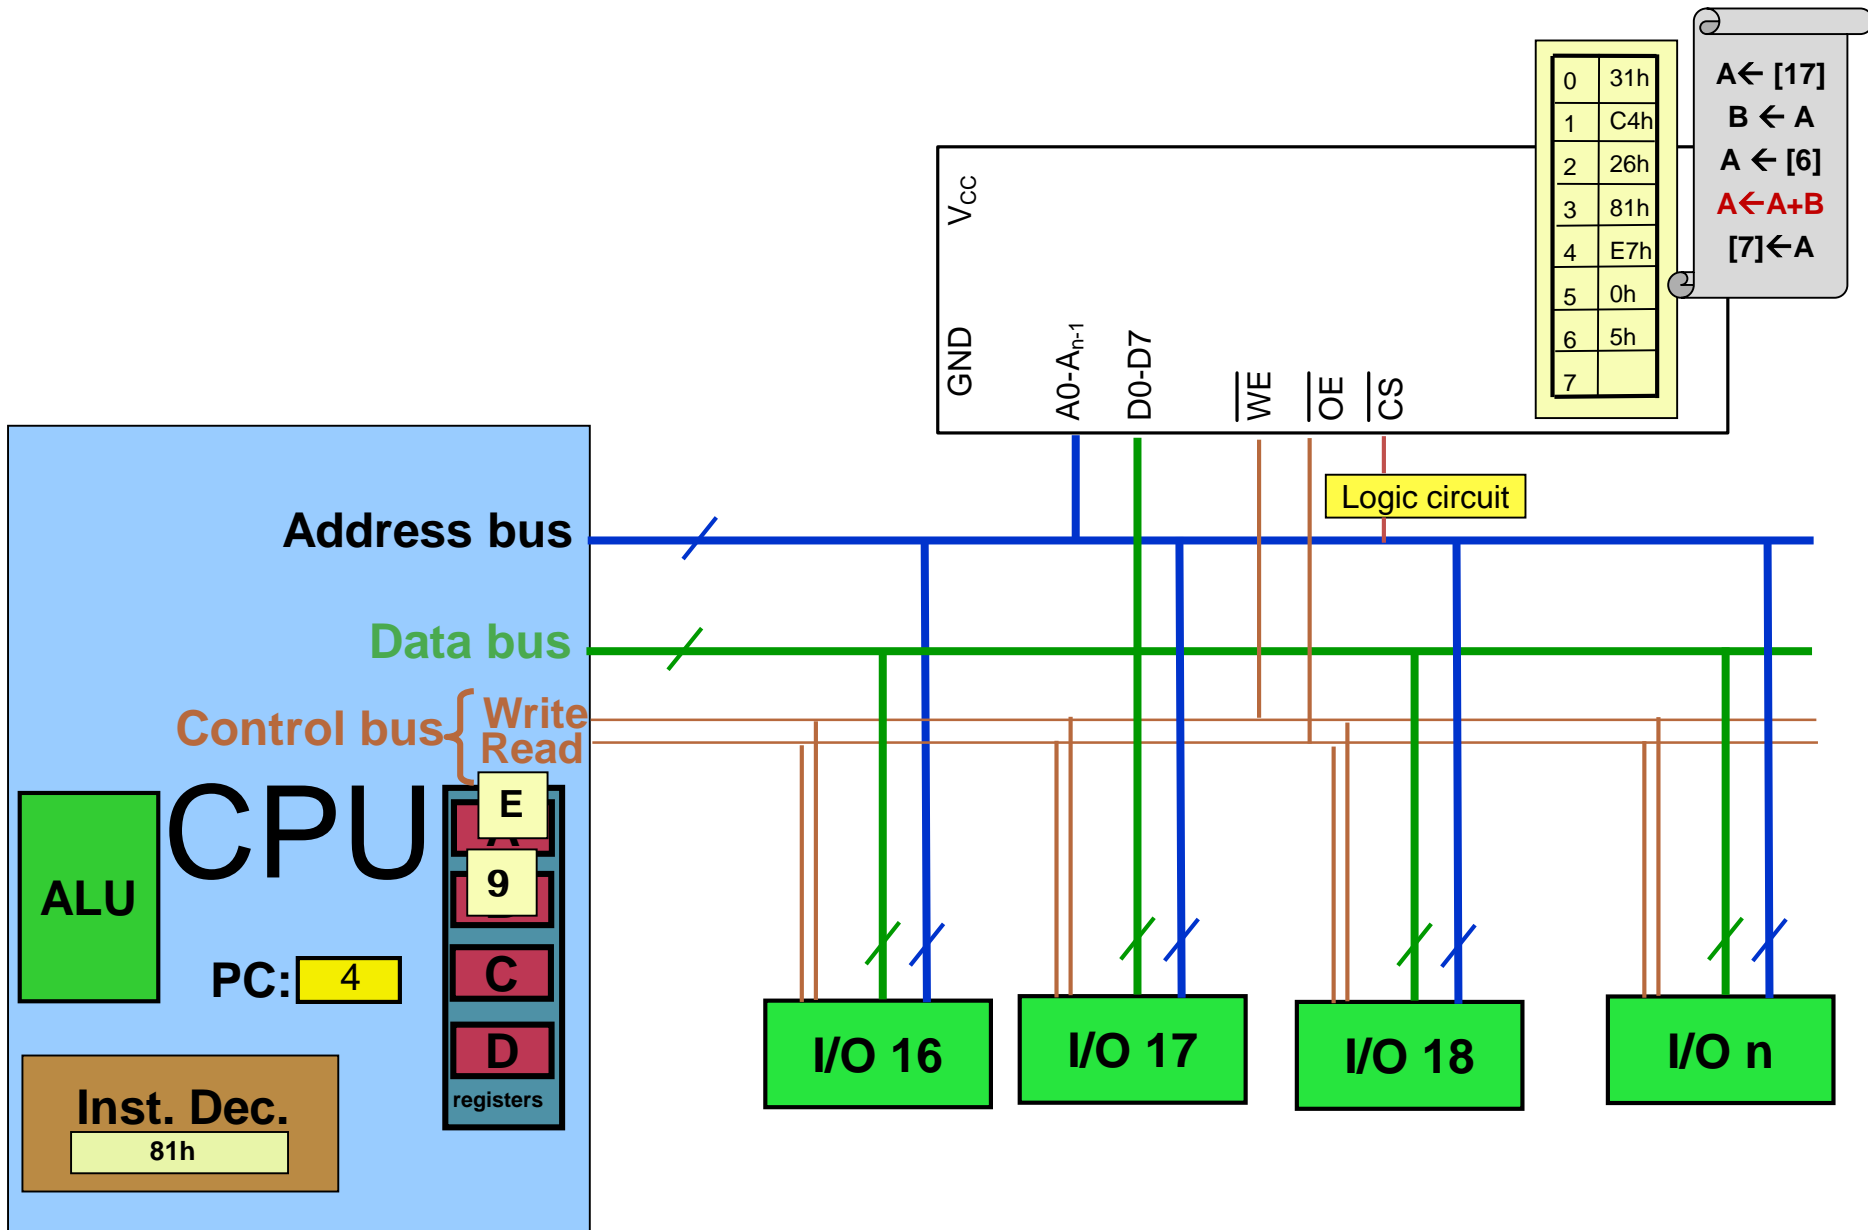 0 31h
1 C4h
2 26h
3 81h
4 E7h
5 0h
6 5h
7
A← [17]
B ← A
A ← [6]
A←A+B
[7]←A
VCC
GND
A0-An-1
D0-D7
WE
OE
CS
Logic circuit
Address bus
Data bus
Control bus { Write
Read
CPU
ALU
E
9
C
D
registers
PC: 4
Inst. Dec.
81h
I/O 16
I/O 17
I/O 18
I/O n